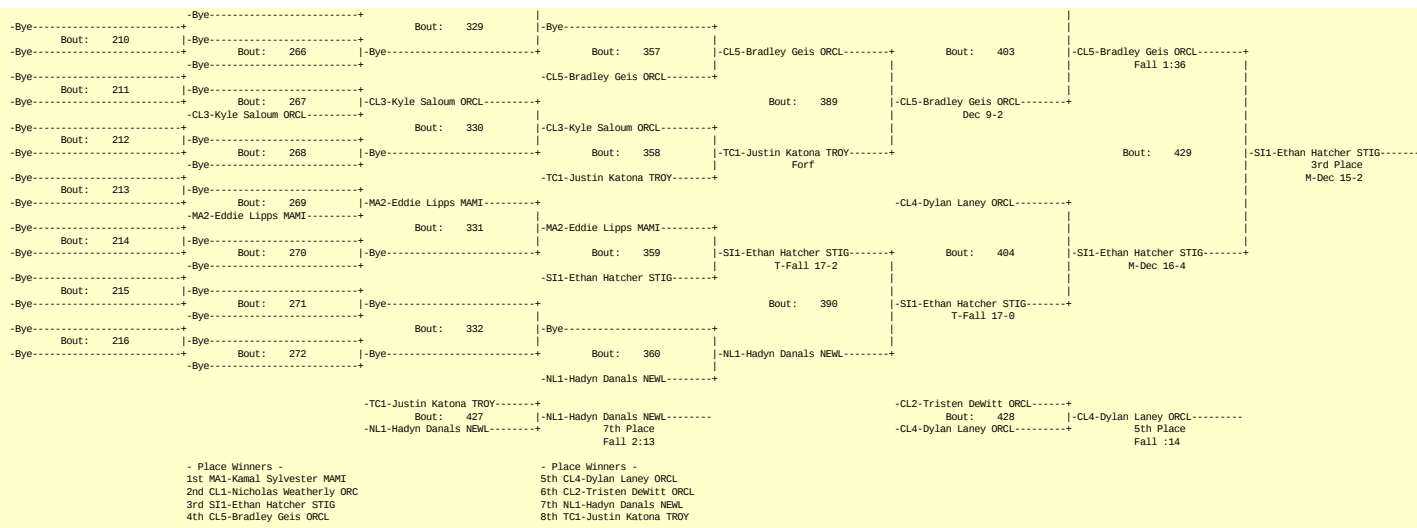 -Bye------------------------+ | |
-Bye------------------------+ Bout: 329 |-Bye------------------------+ |
Bout: 210 |-Bye------------------------+ | | |
-Bye------------------------+ Bout: 266 |-Bye------------------------+ Bout: 357 |-CL5-Bradley Geis ORCL-------+ Bout: 403 |-CL5-Bradley Geis ORCL-------+
-Bye------------------------+ | | | Fall 1:36 |
-Bye------------------------+ -CL5-Bradley Geis ORCL-------+ | | |
Bout: 211 |-Bye------------------------+ | | |
-Bye------------------------+ Bout: 267 |-CL3-Kyle Saloum ORCL--------+ Bout: 389 |-CL5-Bradley Geis ORCL-------+ |
-CL3-Kyle Saloum ORCL--------+ | | Dec 9-2 |
-Bye------------------------+ Bout: 330 |-CL3-Kyle Saloum ORCL-------+ | |
Bout: 212 |-Bye------------------------+ | | | |
-Bye------------------------+ Bout: 268 |-Bye------------------------+ Bout: 358 |-TC1-Justin Katona TROY------+ Bout: 429 |-SI1-Ethan Hatcher STIG------
-Bye------------------------+ | Forf | 3rd Place
-Bye------------------------+ -TC1-Justin Katona TROY------+ | M-Dec 15-2
Bout: 213 |-Bye------------------------+ |
-Bye------------------------+ Bout: 269 |-MA2-Eddie Lipps MAMI--------+ -CL4-Dylan Laney ORCL--------+ |
-MA2-Eddie Lipps MAMI--------+ | | |
-Bye------------------------+ Bout: 331 |-MA2-Eddie Lipps MAMI-------+ | |
Bout: 214 |-Bye------------------------+ | | | |
-Bye------------------------+ Bout: 270 |-Bye------------------------+ Bout: 359 |-SI1-Ethan Hatcher STIG------+ Bout: 404 |-SI1-Ethan Hatcher STIG------+
-Bye------------------------+ | T-Fall 17-2 | | M-Dec 16-4
-Bye------------------------+ -SI1-Ethan Hatcher STIG------+ | |
Bout: 215 |-Bye------------------------+ | |
-Bye------------------------+ Bout: 271 |-Bye------------------------+ Bout: 390 |-SI1-Ethan Hatcher STIG------+
-Bye------------------------+ | | T-Fall 17-0
-Bye------------------------+ Bout: 332 |-Bye------------------------+ |
Bout: 216 |-Bye------------------------+ | | |
-Bye------------------------+ Bout: 272 |-Bye------------------------+ Bout: 360 |-NL1-Hadyn Danals NEWL-------+
-Bye------------------------+ |
-NL1-Hadyn Danals NEWL-------+
-TC1-Justin Katona TROY------+ -CL2-Tristen DeWitt ORCL-----+
Bout: 427 |-NL1-Hadyn Danals NEWL------- Bout: 428 |-CL4-Dylan Laney ORCL--------
-NL1-Hadyn Danals NEWL-------+ 7th Place -CL4-Dylan Laney ORCL--------+ 5th Place
Fall 2:13 Fall :14
- Place Winners - - Place Winners -
1st MA1-Kamal Sylvester MAMI 5th CL4-Dylan Laney ORCL
2nd CL1-Nicholas Weatherly ORC 6th CL2-Tristen DeWitt ORCL
3rd SI1-Ethan Hatcher STIG 7th NL1-Hadyn Danals NEWL
4th CL5-Bradley Geis ORCL 8th TC1-Justin Katona TROY